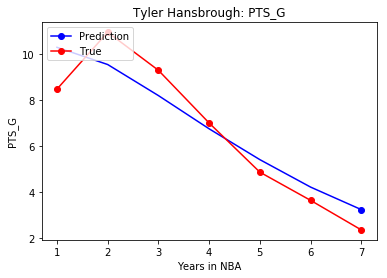 Tyler Hansbrough: PTS_G
Prediction
True
10
8
6
4
2
PTS_G
1 2 3 4 5 6 7
Years in NBA